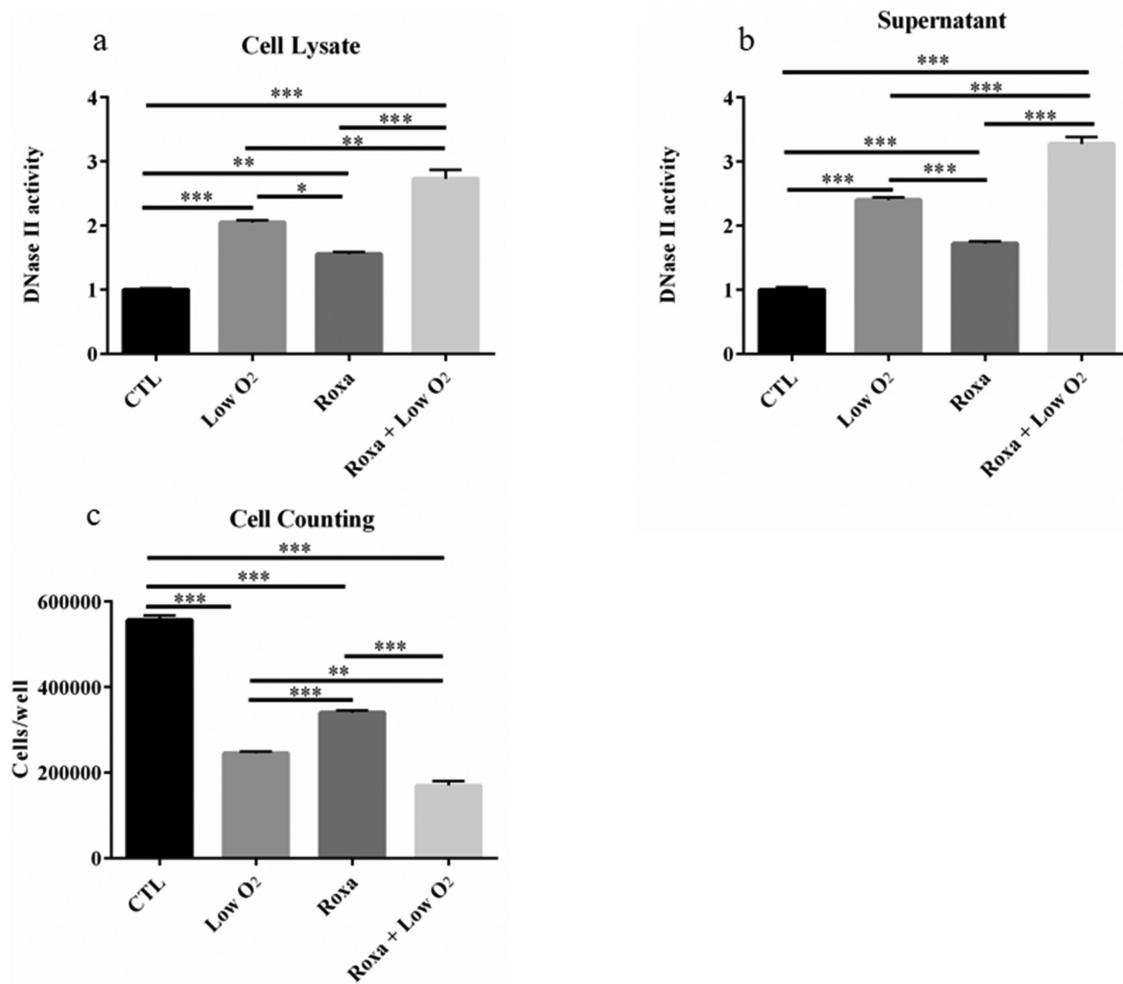 a
Cell Lysate
DNase II activity
4
3
2
1
0
***
***
**
**
*
***
CTL
Low O2
Roxa
Roxa + Low O2
b
Supernatant
DNase II activity
4
3
2
1
0
***
***
***
***
***
***
CTL
Low O2
Roxa
Roxa + Low O2
c
Cell Counting
Cells/well
600000
400000
200000
0
***
***
***
***
**
***
CTL
Low O2
Roxa
Roxa + Low O2